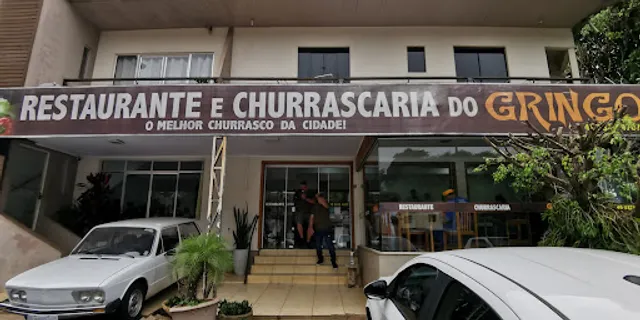 RESTAURANTE E CHURRASCARIA DO GRINGO
O MELHOR CHURRASCO DA CIDADE!
RESTAURANTE CHURRASCARIA